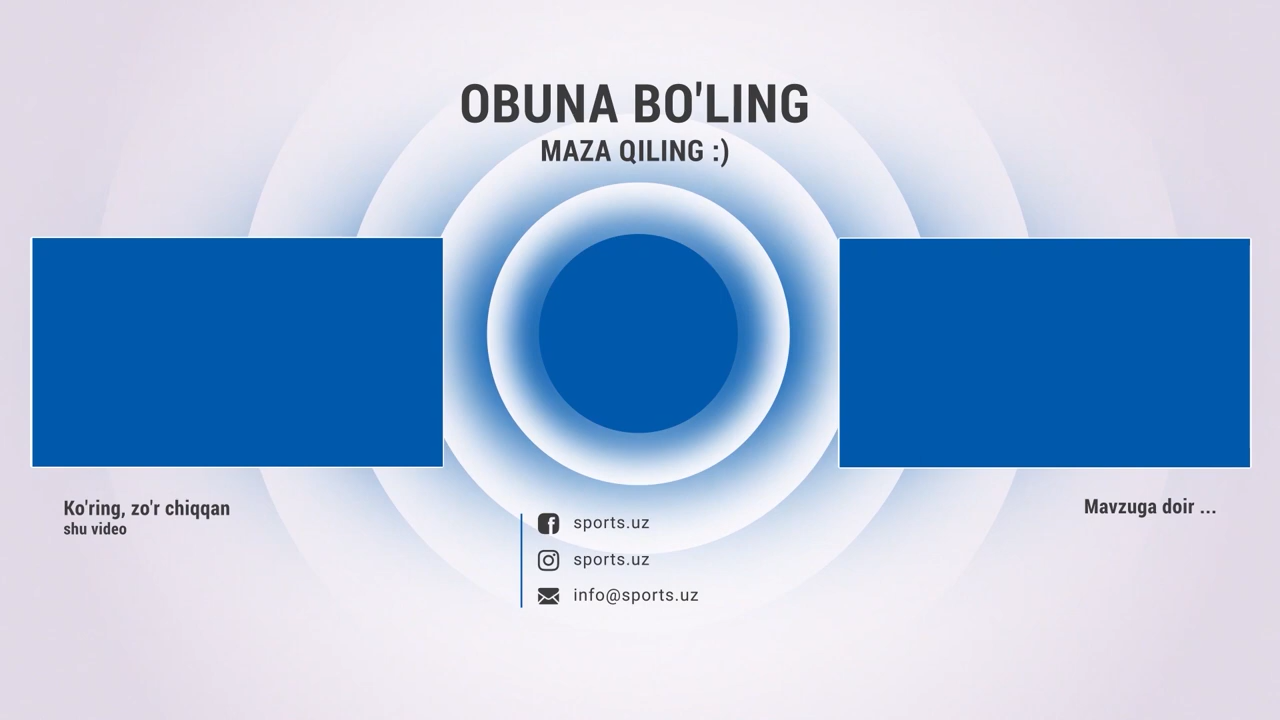 OBUNA BO'LING
MAZA QILING :)
Ko'ring, zo'r chiqqan
shu video
Mavzuga doir ...
sports.uz
sports.uz
info@sports.uz